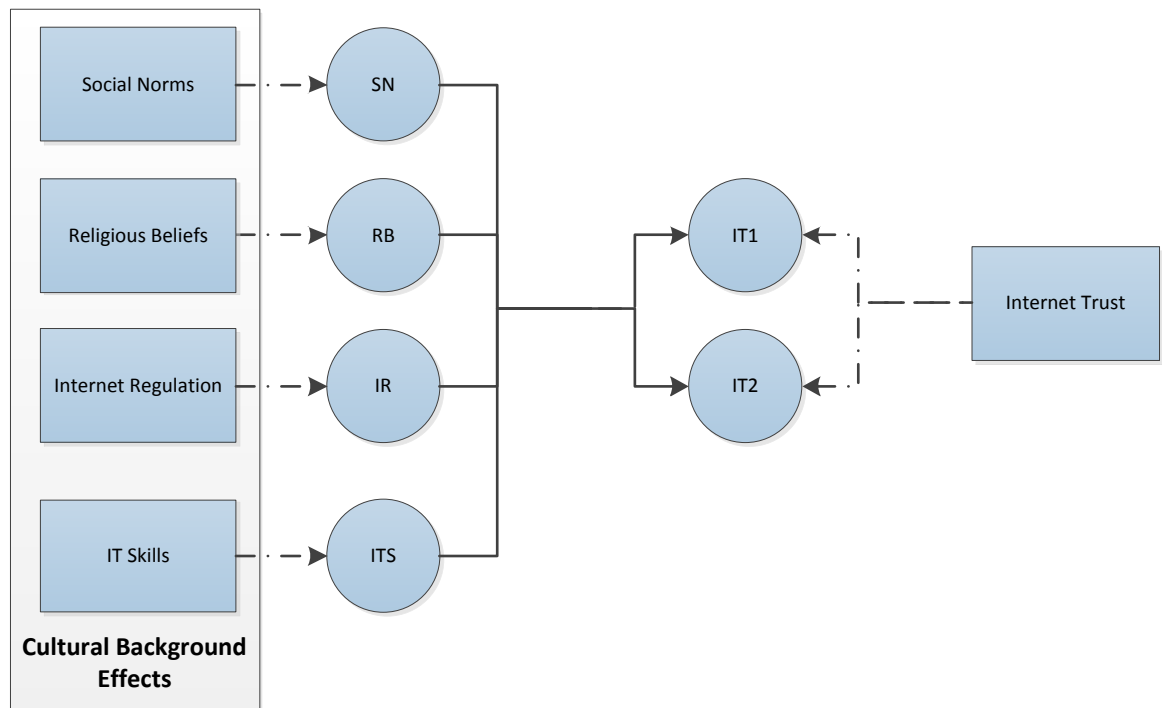 Social Norms
SN
Religious Beliefs
RB
IT1
Internet Trust
Internet Regulation
IR
IT2
IT Skills
ITS
Cultural Background
Effects